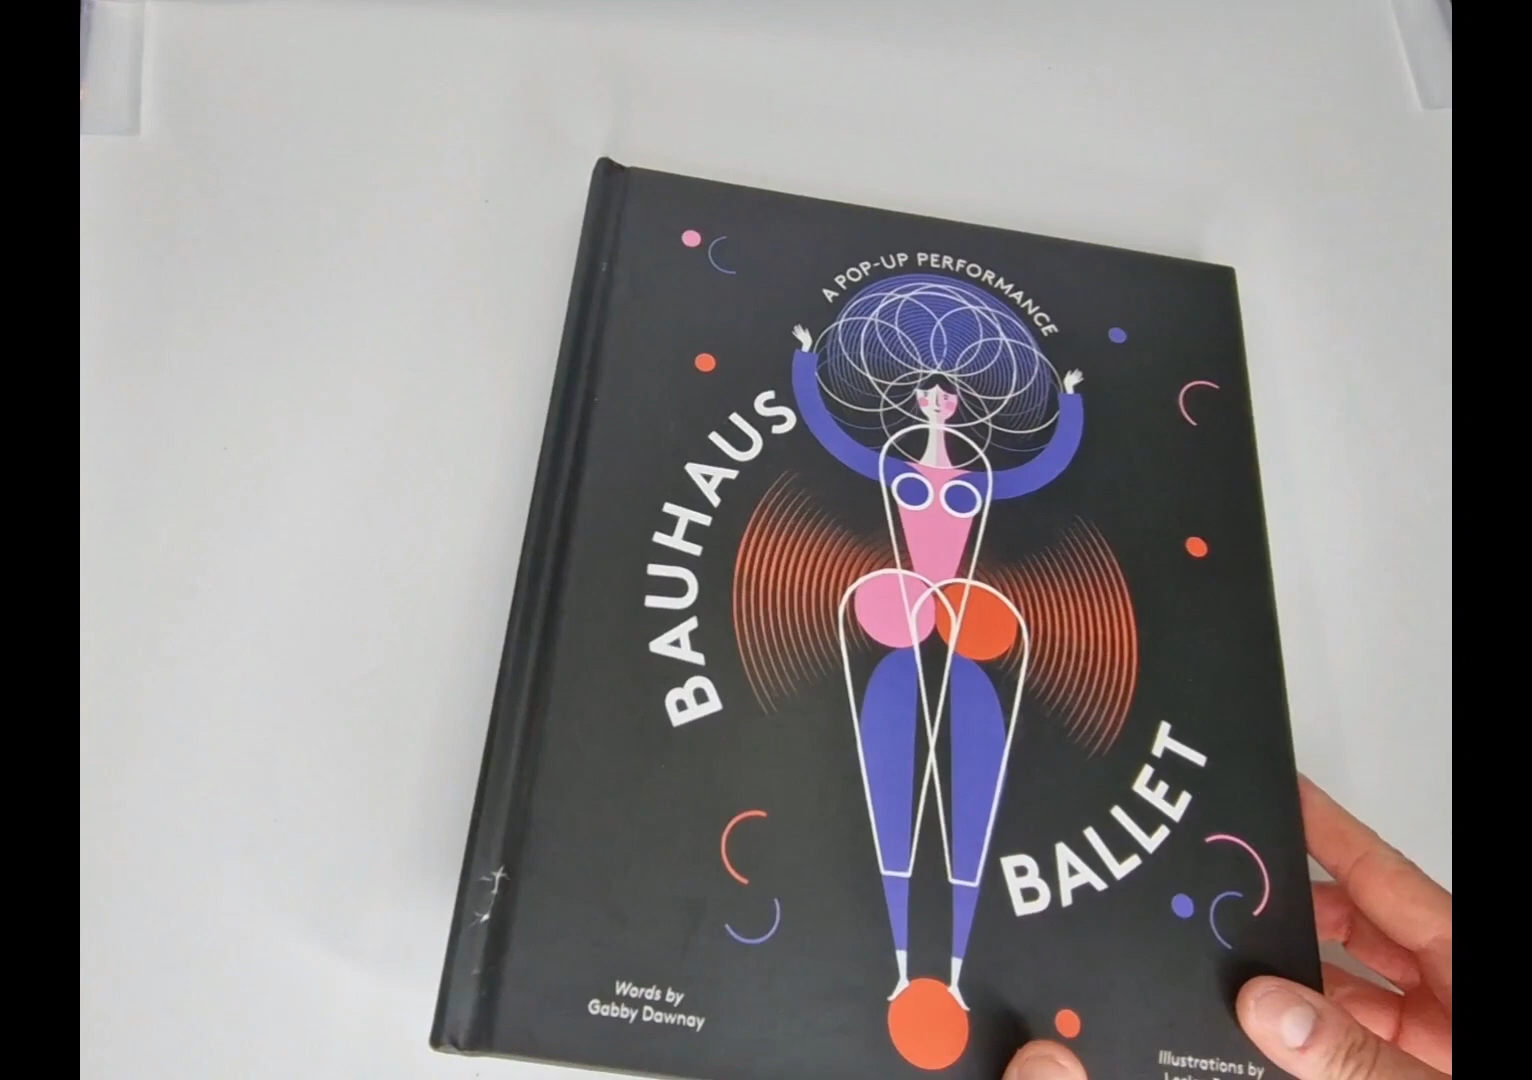 A POP-UP PERFORMANCE
BAUHAUS
BALLET
Words by
Gabby Dawnay
Illustrations by